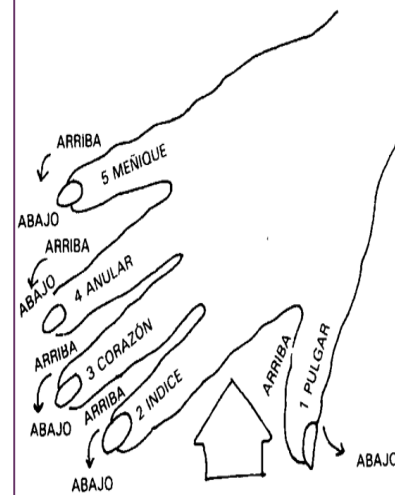 ARRIBA
5 MEÑIQUE
ABAJO
ARRIBA
4 ANULAR
ABAJO
ARRIBA
3 CORAZÓN
ABAJO
ARRIBA
2 INDICE
ABAJO
ARRIBA
1 PULGAR
ABAJO